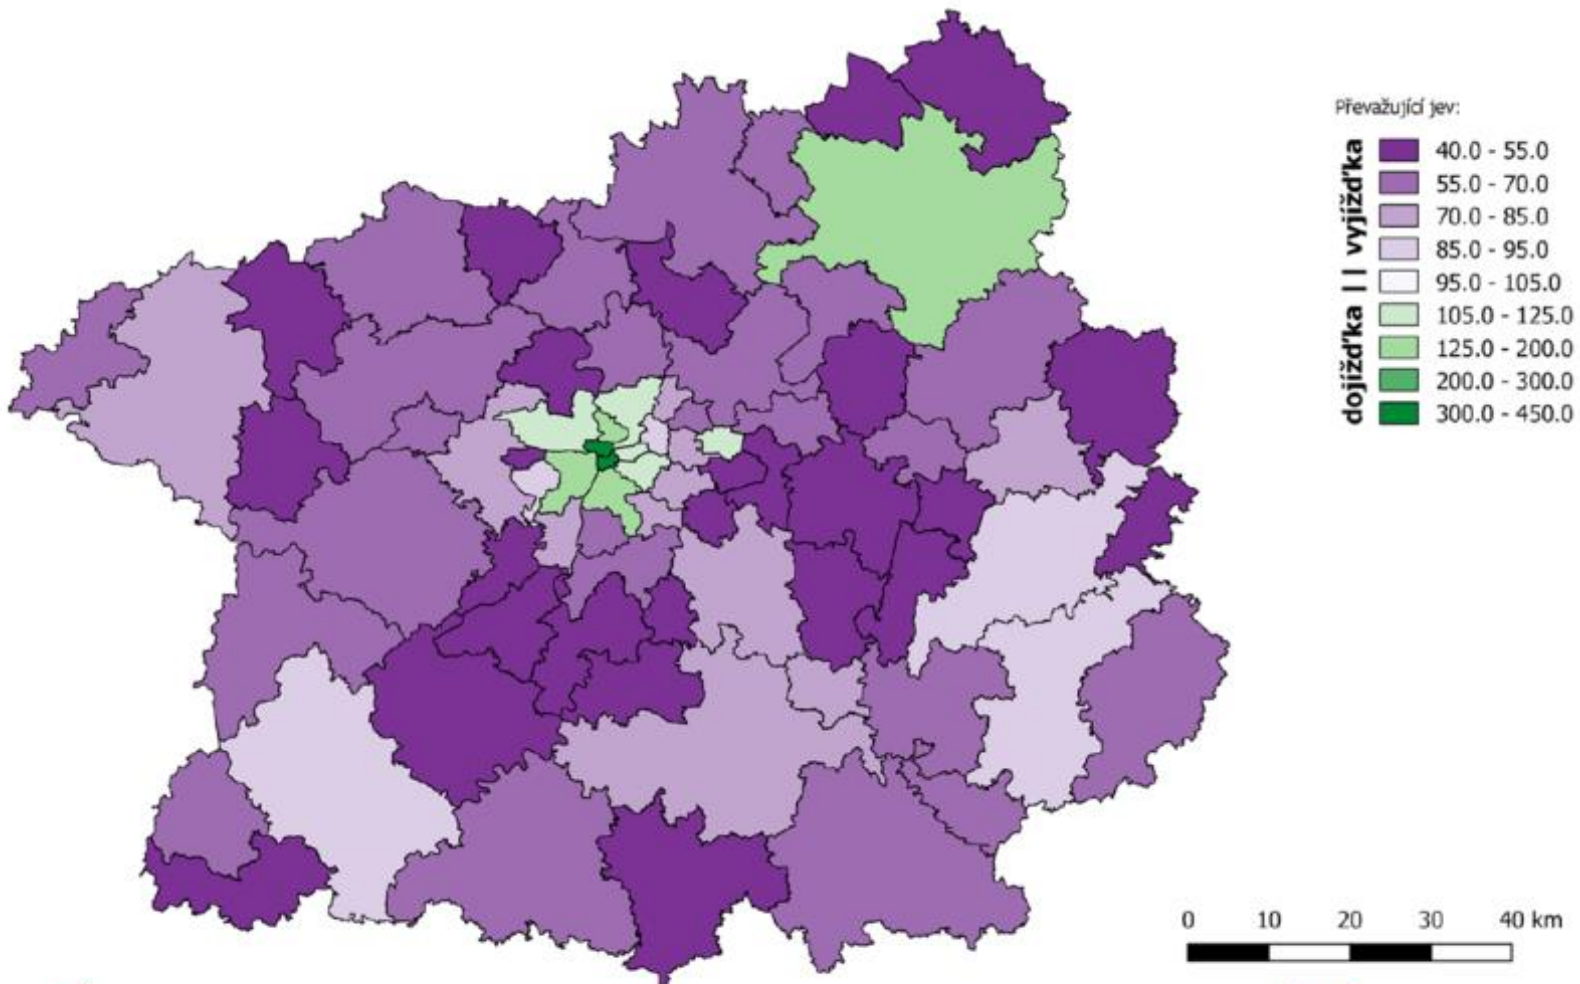 Převažující jev:
dojížďka || vyjížďka
40.0 - 55.0
55.0 - 70.0
70.0 - 85.0
85.0 - 95.0
95.0 - 105.0
105.0 - 125.0
125.0 - 200.0
200.0 - 300.0
300.0 - 450.0
0 10 20 30 40 km